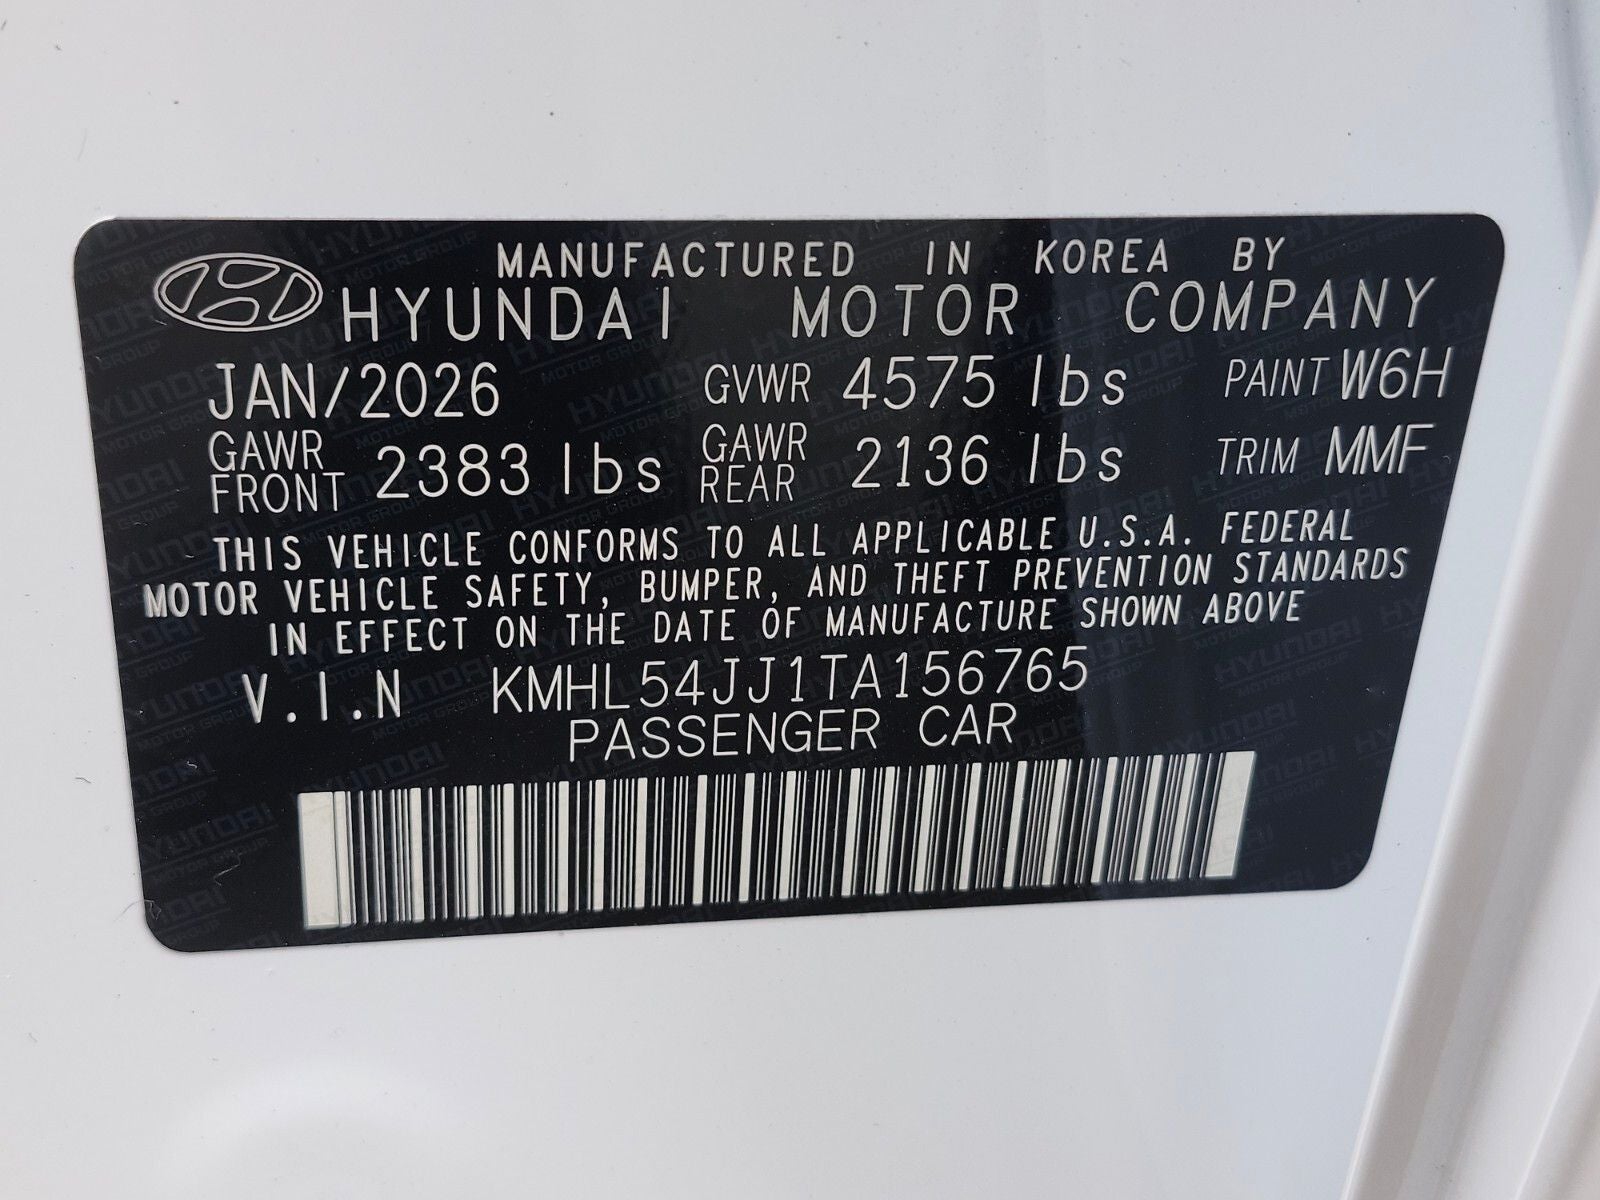 MANUFACTURED IN KOREA BY
HYUNDAI MOTOR COMPANY
JAN/2026 GVWR 4575 lbs PAINT W6H
GAWR FRONT 2383 lbs GAWR REAR 2136 lbs TRIM MMF
THIS VEHICLE CONFORMS TO ALL APPLICABLE U.S.A. FEDERAL
MOTOR VEHICLE SAFETY, BUMPER, AND THEFT PREVENTION STANDARDS
IN EFFECT ON THE DATE OF MANUFACTURE SHOWN ABOVE
V.I.N KMHL54JJ1TA156765
PASSENGER CAR